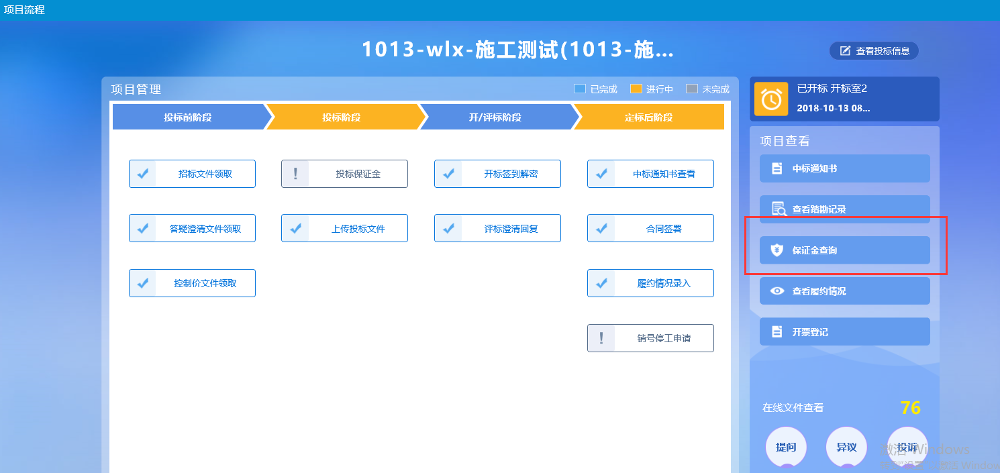 项目流程
1013-wlx-施工测试(1013-施...
查看投标信息
项目管理
已完成 进行中 未完成
投标前阶段 投标阶段 开/评标阶段 定标后阶段
招标文件领取 投标保证金 开标签到解密 中标通知书查看
答疑澄清文件领取 上传投标文件 评标澄清回复 合同签署
控制价文件领取 履约情况录入
销号停工申请
已开标 开标室2
2018-10-13 08...
项目查看
中标通知书
查看踏勘记录
保证金查询
查看履约情况
开票登记
在线文件查看 76
提问 异议 投诉
激活 Windows